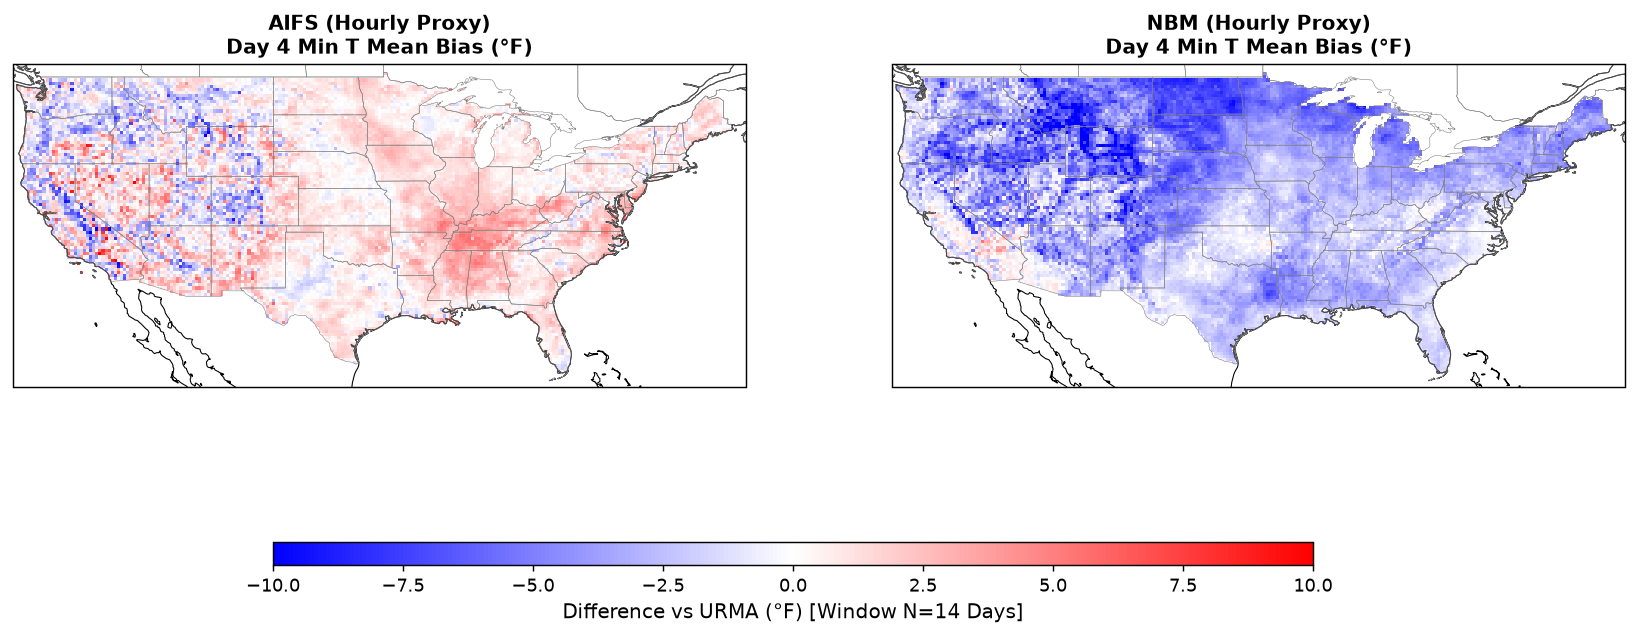 AIFS (Hourly Proxy)
Day 4 Min T Mean Bias (°F)
NBM (Hourly Proxy)
Day 4 Min T Mean Bias (°F)
−10.0 −7.5 −5.0 −2.5 0.0 2.5 5.0 7.5 10.0
Difference vs URMA (°F) [Window N=14 Days]